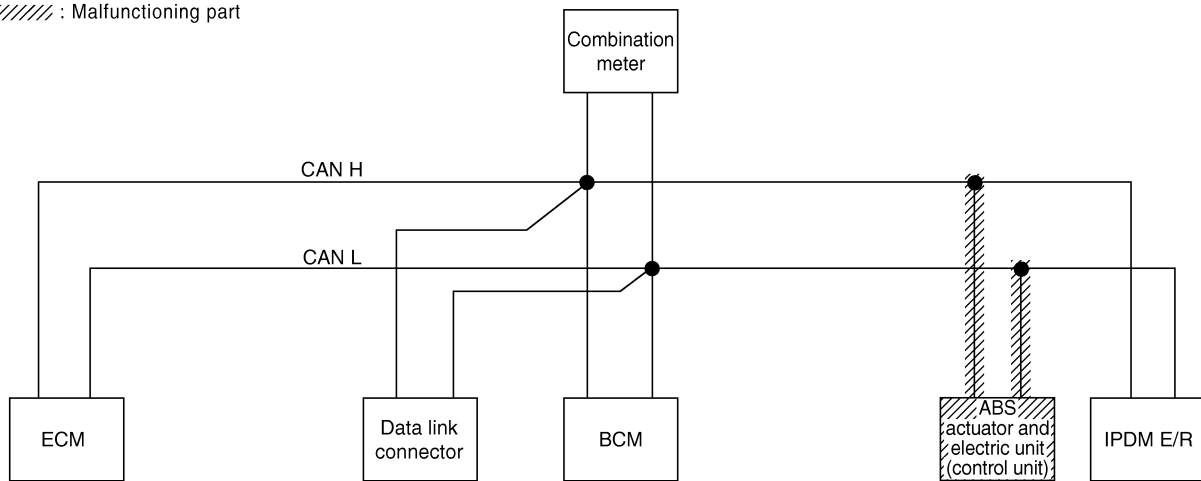 : Malfunctioning part
Combination
meter
CAN H
CAN L
ECM
Data link
connector
BCM
ABS
actuator and
electric unit
(control unit)
IPDM E/R